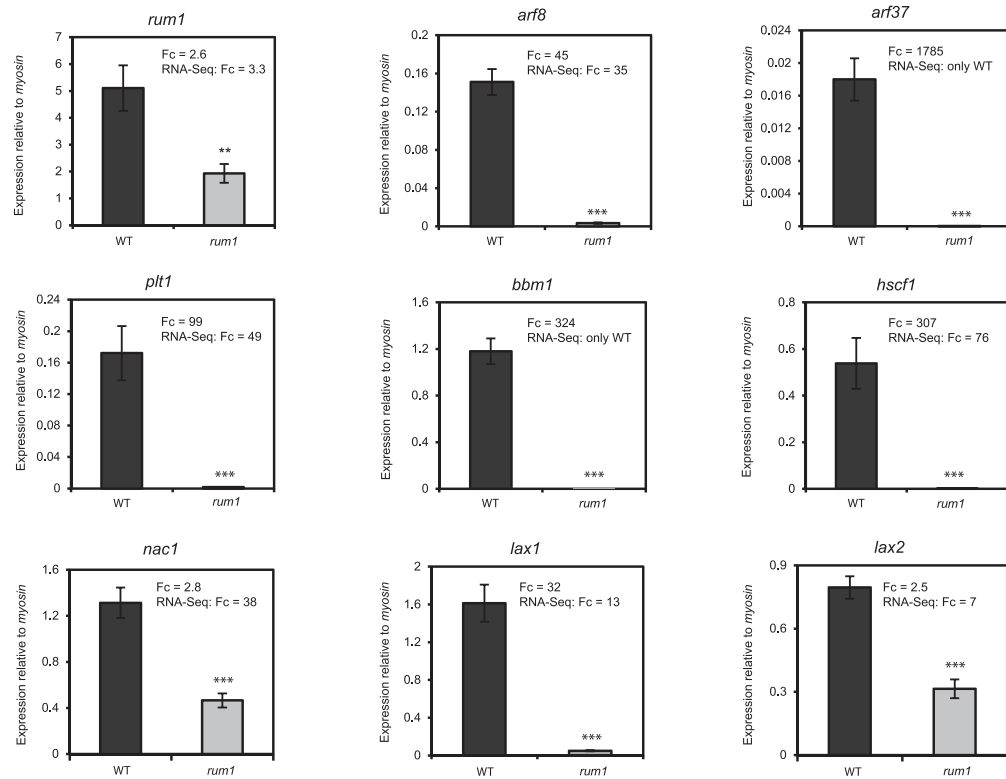 rum1
Expression relative to myosin
7
6
5
4
3
2
1
0
Fc = 2.6
RNA-Seq: Fc = 3.3
**
WT
rum1
arf8
Expression relative to myosin
0.2
0.16
0.12
0.08
0.04
0
Fc = 45
RNA-Seq: Fc = 35
***
WT
rum1
arf37
Expression relative to myosin
0.024
0.02
0.016
0.012
0.008
0.004
0
Fc = 1785
RNA-Seq: only WT
***
WT
rum1
plt1
Expression relative to myosin
0.24
0.2
0.16
0.12
0.08
0.04
0
Fc = 99
RNA-Seq: Fc = 49
***
WT
rum1
bbm1
Expression relative to myosin
1.6
1.2
0.8
0.4
0
Fc = 324
RNA-Seq: only WT
***
WT
rum1
hscf1
Expression relative to myosin
0.8
0.6
0.4
0.2
0
Fc = 307
RNA-Seq: Fc = 76
***
WT
rum1
nac1
Expression relative to myosin
1.6
1.2
0.8
0.4
0
Fc = 2.8
RNA-Seq: Fc = 38
***
WT
rum1
lax1
Expression relative to myosin
2
1.6
1.2
0.8
0.4
0
Fc = 32
RNA-Seq: Fc = 13
***
WT
rum1
lax2
Expression relative to myosin
0.9
0.6
0.3
0
Fc = 2.5
RNA-Seq: Fc = 7
***
WT
rum1